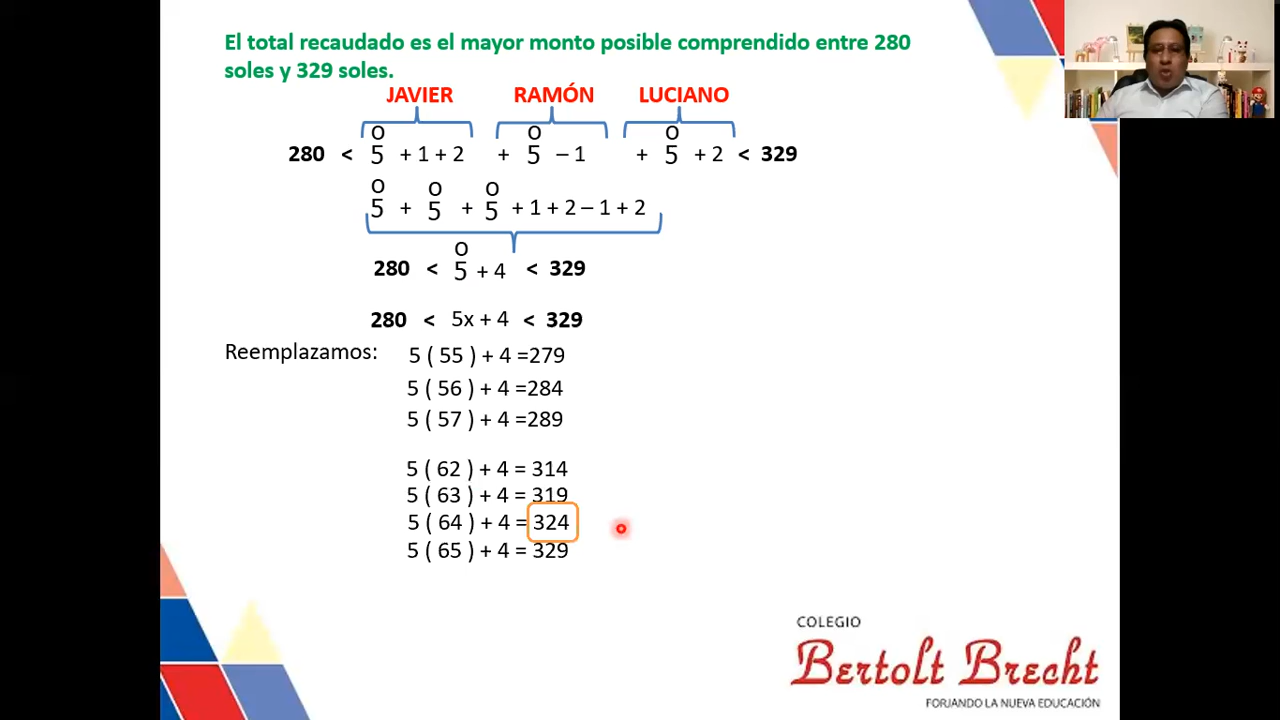 El total recaudado es el mayor monto posible comprendido entre 280
soles y 329 soles.
JAVIER RAMÓN LUCIANO
O O O
280 < 5 + 1 + 2 + 5 – 1 + 5 + 2 < 329
O O O
5 + 5 + 5 + 1 + 2 – 1 + 2
O
280 < 5 + 4 < 329
280 < 5x + 4 < 329
Reemplazamos: 5 ( 55 ) + 4 =279
5 ( 56 ) + 4 =284
5 ( 57 ) + 4 =289
5 ( 62 ) + 4 = 314
5 ( 63 ) + 4 = 319
5 ( 64 ) + 4 = 324
5 ( 65 ) + 4 = 329
COLEGIO
Bertolt Brecht
FORJANDO LA NUEVA EDUCACIÓN